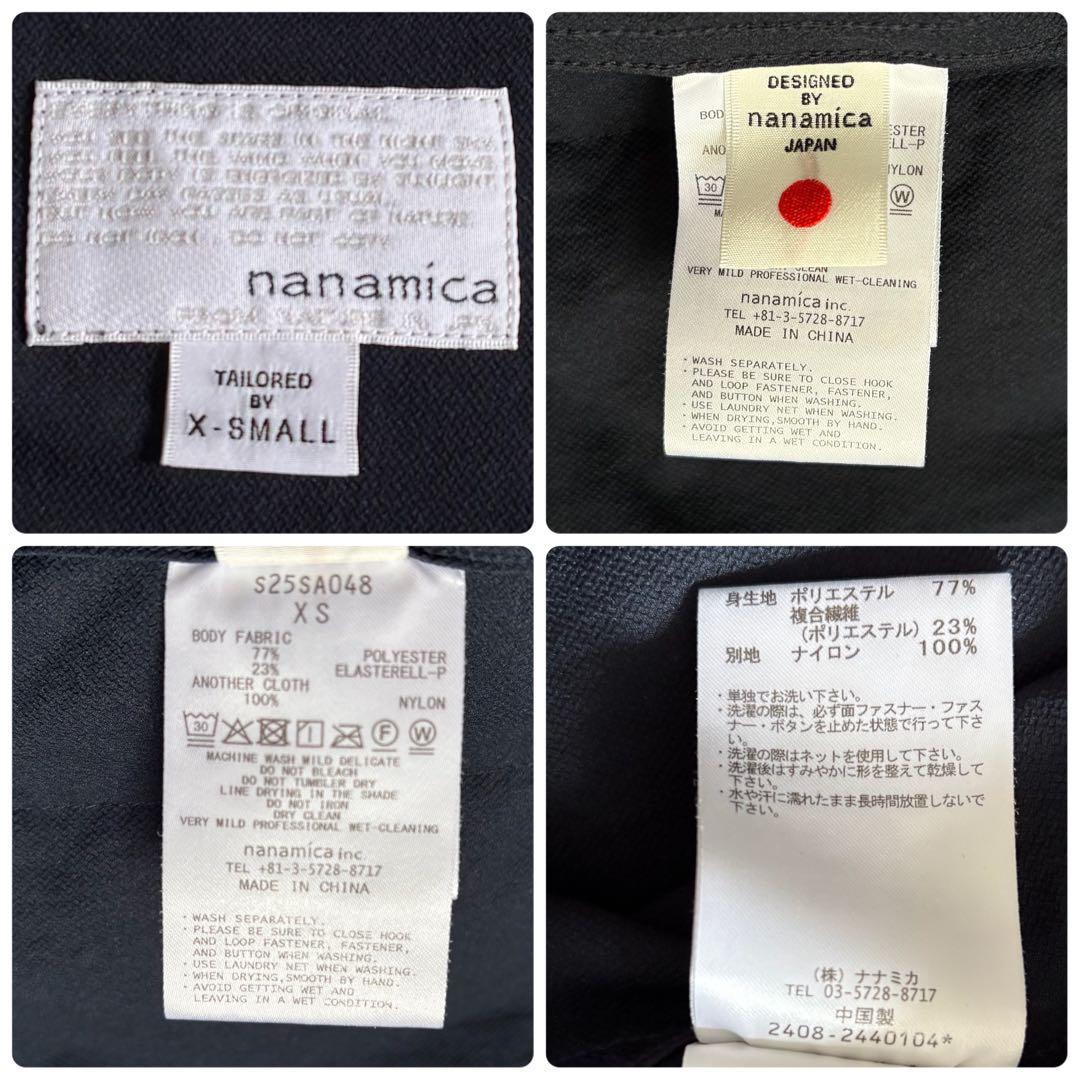 nanamica
TAILORED
BY
X-SMALL
DESIGNED
BY
nanamica
JAPAN
BOD
ESTER
ANO
ERELL-P
NYLON
30
W
VERY MILD PROFESSIONAL WET-CLEANING
nanamica inc.
TEL +81-3-5728-8717
MADE IN CHINA
・WASH SEPARATELY.
・PLEASE BE SURE TO CLOSE HOOK
AND LOOP FASTENER, FASTENER,
AND BUTTON WHEN WASHING.
・USE LAUNDRY NET WHEN WASHING.
・WHEN DRYING,SMOOTH BY HAND.
・AVOID GETTING WET AND
LEAVING IN A WET CONDITION.
S25SA048
XS
BODY FABRIC
77% POLYESTER
23% ELASTERELL-P
ANOTHER CLOTH
100% NYLON
30 F W
MACHINE WASH MILD DELICATE
DO NOT BLEACH
DO NOT TUMBLER DRY
LINE DRYING IN THE SHADE
DO NOT IRON
DRY CLEAN
VERY MILD PROFESSIONAL WET-CLEANING
nanamica inc.
TEL +81-3-5728-8717
MADE IN CHINA
・WASH SEPARATELY.
・PLEASE BE SURE TO CLOSE HOOK
AND LOOP FASTENER, FASTENER,
AND BUTTON WHEN WASHING.
・USE LAUNDRY NET WHEN WASHING.
・WHEN DRYING,SMOOTH BY HAND.
・AVOID GETTING WET AND
LEAVING IN A WET CONDITION.
身生地 ポリエステル 77%
複合繊維
(ポリエステル) 23%
別地 ナイロン 100%
・単独でお洗い下さい。
・洗濯の際は、必ず面ファスナー・ファス
ナー・ボタンを止めた状態で行って下さ
い。
・洗濯の際はネットを使用して下さい。
・洗濯後はすみやかに形を整えて乾燥して
下さい。
・水や汗に濡れたまま長時間放置しないで
下さい。
(株) ナナミカ
TEL 03-5728-8717
中国製
2408-2440104*